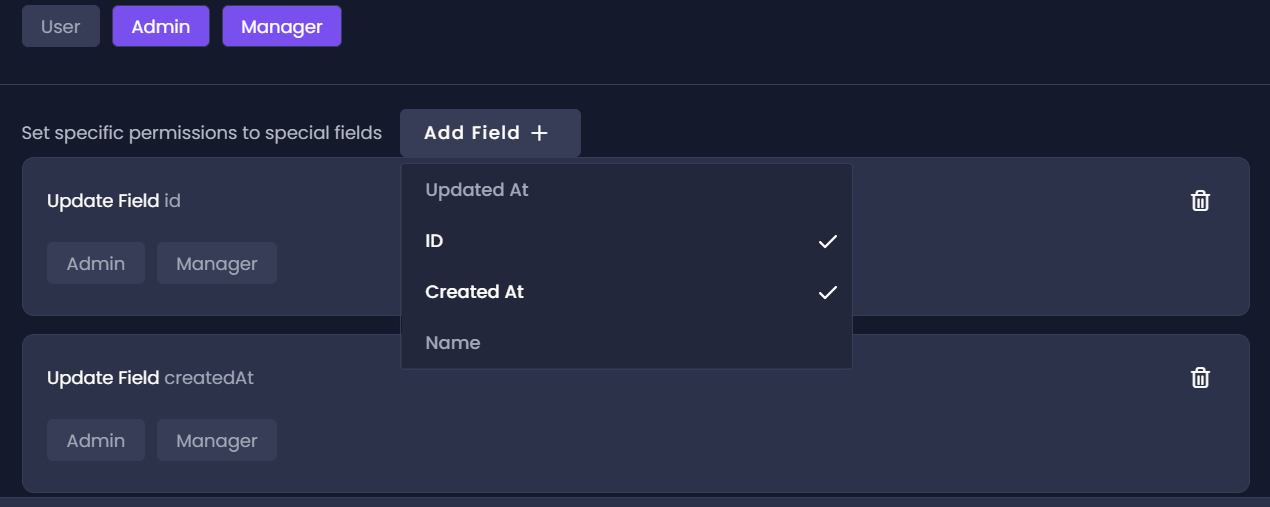 User Admin Manager
Set specific permissions to special fields Add Field
Updated At
Update Field id
ID
Admin Manager
Created At
Name
Update Field createdAt
Admin Manager